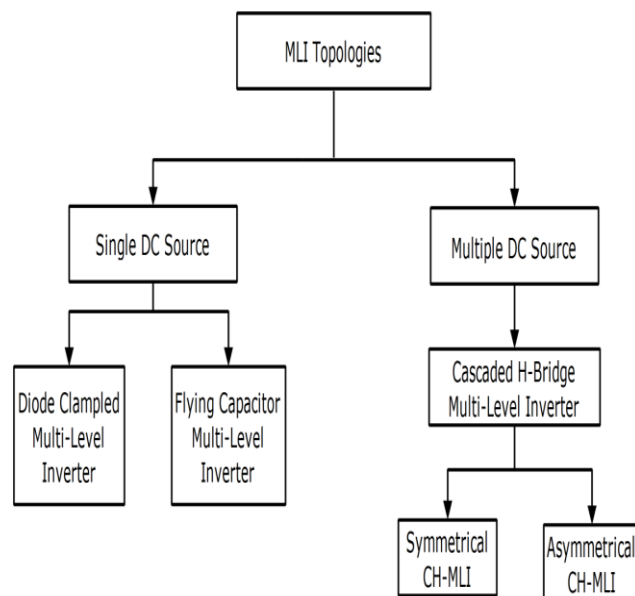 MLI Topologies
Single DC Source
Multiple DC Source
Diode Clampled
Multi-Level
Inverter
Flying Capacitor
Multi-Level
Inverter
Cascaded H-Bridge
Multi-Level Inverter
Symmetrical
CH-MLI
Asymmetrical
CH-MLI